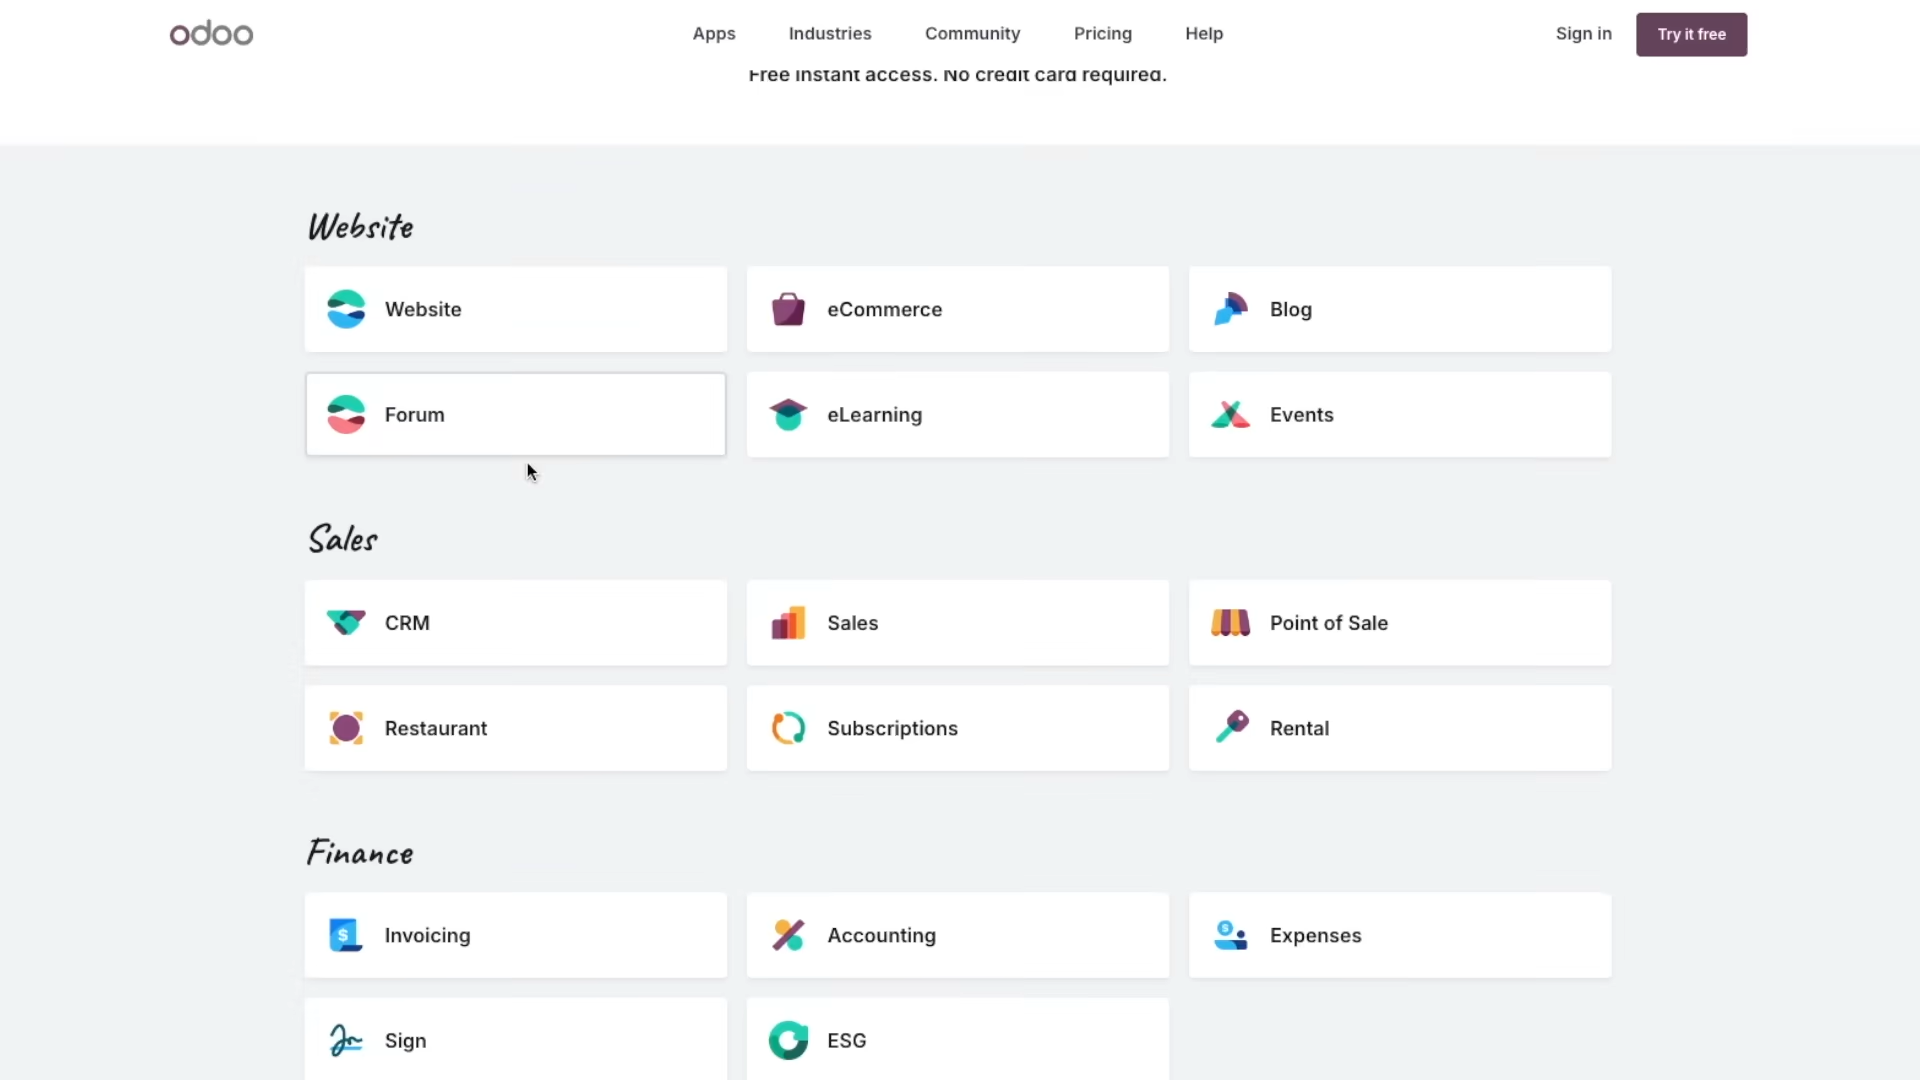 odoo
Apps Industries Community Pricing Help
Sign in
Try it free
Free instant access. No credit card required.
Website
Website eCommerce Blog
Forum eLearning Events
Sales
CRM Sales Point of Sale
Restaurant Subscriptions Rental
Finance
Invoicing Accounting Expenses
Sign ESG